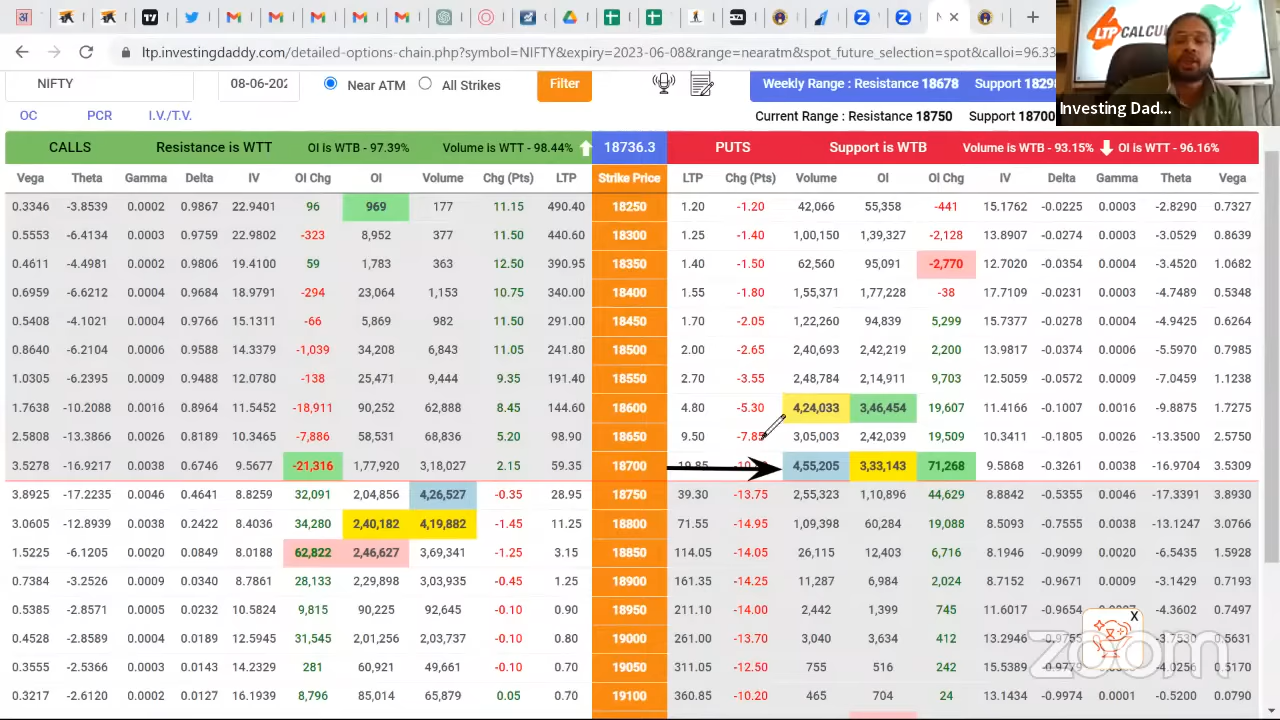 ltp.investingdaddy.com/detailed-options-c
?symbol=NIFTY&expiry=2023-06-08&range=nearatm&spot_future_selection=spot&calloi=96.33
LTP CALCU
Investing Dad...
NIFTY 08-06-202 Near ATM All Strikes Filter Weekly Range : Resistance 18678 Support 18298
OC PCR Current Range : Resistance 18750 Support 18700
CALLS Resistance is WTT OI is WTB - 97.39% Volume is WTT - 98.44% 18736.3 PUTS Support is WTB Volume is WTB - 93.15% OI is WTT - 96.16%
Vega Theta Gamma Delta IV OI Chg OI Volume Chg (Pts) LTP Strike Price LTP Chg (Pts) Volume OI OI Chg IV Delta Gamma Theta Vega
0.3346 -3.8539 0.9867 22.9401 96 969 177 11.15 490.40 18250 1.20 -1.20 42,066 55,358 -441 15.1762 -0.0225 0.0003 -2.8290 0.7327
0.5553 -6.4134 0.9759 22.9802 -323 8,952 377 11.50 440.60 18300 1.25 -1.40 1,00,150 1,39,327 -2,128 13.8907 -0.0274 0.0003 -3.0529 0.8639
0.4611 -4.4981 0.9806 19.4100 59 1,783 363 12.50 390.95 18350 1.40 -1.50 62,560 95,091 -2,770 12.7020 -0.0354 0.0004 -3.4520 1.0682
0.6959 -6.6212 0.9684 18.9791 -294 23,064 1,153 10.75 340.00 18400 1.55 -1.80 1,55,371 1,77,228 -38 17.7109 -0.0231 0.0003 -4.7489 0.5348
0.5408 -4.1021 0.9766 15.1311 -66 5,869 982 11.50 291.00 18450 1.70 -2.05 1,22,260 94,839 5,299 15.7377 -0.0278 0.0004 -4.9425 0.6264
0.8640 -6.2104 0.9588 14.3379 -1,039 34,208 6,843 11.05 241.80 18500 2.00 -2.65 2,40,693 2,42,219 2,200 13.9817 -0.0374 0.0006 -5.5970 0.7985
1.0305 -6.2395 0.0009 0.9488 12.0780 -138 25,471 9,444 9.35 191.40 18550 2.70 -3.55 2,48,784 2,14,911 9,703 12.5059 -0.0572 0.0009 -7.0459 1.1238
1.7638 -10.2088 0.0016 0.8964 11.5452 -18,911 90,252 62,888 8.45 144.60 18600 4.80 -5.30 4,24,033 3,46,454 19,607 11.4166 -0.1007 0.0016 -9.8875 1.7275
2.5808 -13.3866 0.0026 0.8189 10.3465 -7,886 55,531 68,836 5.20 98.90 18650 9.50 -7.85 3,05,003 2,42,039 19,509 10.3411 -0.1805 0.0026 -13.3500 2.5750
3.5276 -16.9217 0.0038 0.6746 9.5677 -21,316 1,77,920 3,18,027 2.15 59.35 18700 4,55,205 3,33,143 71,268 9.5868 -0.3261 0.0038 -16.9704 3.5309
3.8925 -17.2235 0.0046 0.4641 8.8259 32,091 2,04,856 4,26,527 -0.35 28.95 18750 39.30 -13.75 2,55,323 1,10,896 44,629 8.8842 -0.5355 0.0046 -17.3391 3.8930
3.0605 -12.8939 0.0038 0.2422 8.4036 34,280 2,40,182 4,19,882 -1.45 11.25 18800 71.55 -14.95 1,09,398 60,284 19,088 8.5093 -0.7555 0.0038 -13.1247 3.0766
1.5225 -6.1205 0.0020 0.0849 8.0188 62,822 2,46,627 3,69,341 -1.25 3.15 18850 114.05 -14.05 26,115 12,403 6,716 8.1946 -0.9099 0.0020 -6.5435 1.5928
0.7384 -3.2526 0.0009 0.0340 8.7861 28,133 2,29,898 3,03,935 -0.45 1.25 18900 161.35 -14.25 11,287 6,984 2,024 8.7152 -0.9671 0.0009 -3.1429 0.7193
0.5385 -2.8571 0.0005 0.0232 10.5824 9,815 90,225 92,645 -0.10 0.90 18950 211.10 -14.00 2,442 1,399 745 11.6017 -0.9654 -4.3602 0.7497
0.4528 -2.8589 0.0004 0.0189 12.5945 31,545 2,01,256 2,03,737 -0.10 0.80 19000 261.00 -13.70 3,040 3,634 412 13.2946 0.5631
0.3555 -2.5366 0.0003 0.0143 14.2329 281 60,921 49,661 -0.10 0.70 19050 311.05 -12.50 755 516 242 15.5389 0.5170
0.3217 -2.6120 0.0002 0.0127 16.1939 8,796 85,014 65,879 0.05 0.70 19100 360.85 -10.20 465 704 24 13.1434 -0.9974 0.0001 -0.5200 0.0790
X
zoom